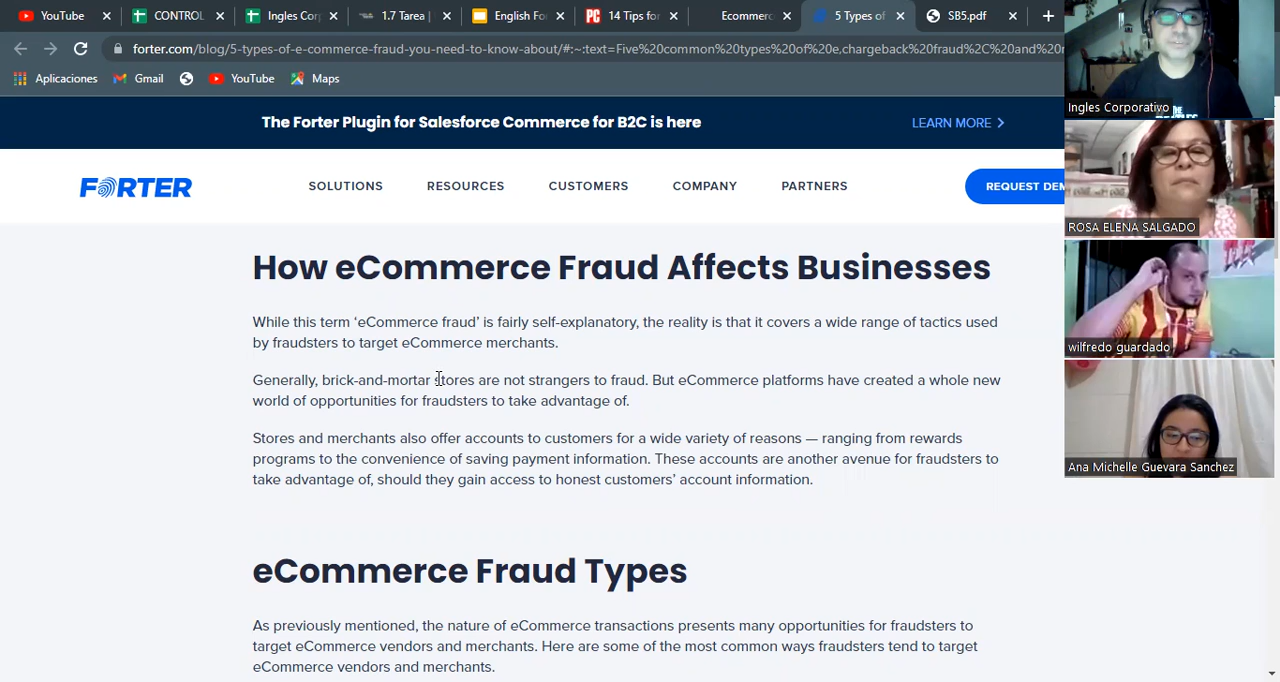 YouTube
CONTROL
Ingles Cor
1.7 Tarea |
English Fo
PC 14 Tips for
Ecommerc
5 Types of
SB5.pdf
forter.com/blog/5-types-of-e-commerce-fraud-you-need-to-know-about/#:~:text=Five%20common%20types%20of%20e,chargeback%20fraud%2C%20and%20r
Aplicaciones
Gmail
YouTube
Maps
The Forter Plugin for Salesforce Commerce for B2C is here
LEARN MORE >
FORTER
SOLUTIONS
RESOURCES
CUSTOMERS
COMPANY
PARTNERS
REQUEST DEM
How eCommerce Fraud Affects Businesses
While this term ‘eCommerce fraud’ is fairly self-explanatory, the reality is that it covers a wide range of tactics used
by fraudsters to target eCommerce merchants.
Generally, brick-and-mortar stores are not strangers to fraud. But eCommerce platforms have created a whole new
world of opportunities for fraudsters to take advantage of.
Stores and merchants also offer accounts to customers for a wide variety of reasons — ranging from rewards
programs to the convenience of saving payment information. These accounts are another avenue for fraudsters to
take advantage of, should they gain access to honest customers’ account information.
eCommerce Fraud Types
As previously mentioned, the nature of eCommerce transactions presents many opportunities for fraudsters to
target eCommerce vendors and merchants. Here are some of the most common ways fraudsters tend to target
eCommerce vendors and merchants.
Ingles Corporativo
ROSA ELENA SALGADO
wilfredo guardado
Ana Michelle Guevara Sanchez